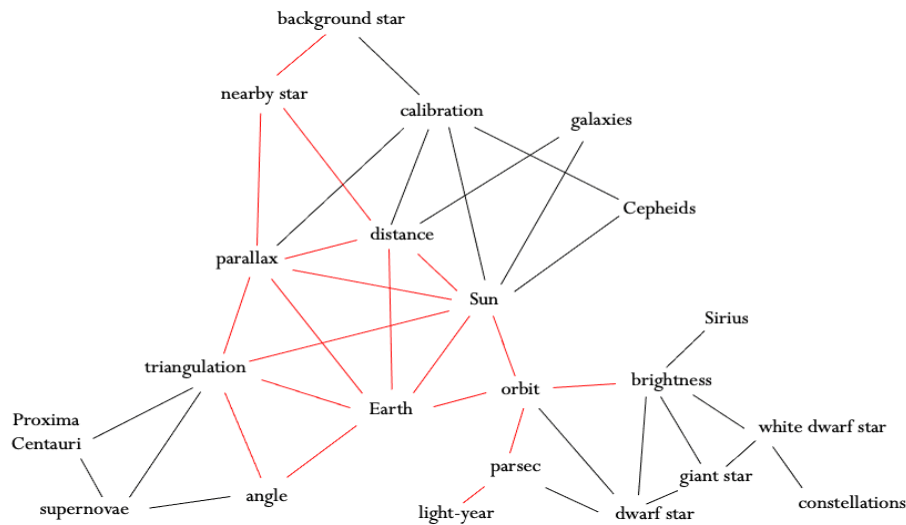 background star
nearby star
calibration
galaxies
Cepheids
distance
parallax
Sun
Sirius
triangulation
brightness
orbit
Earth
Proxima
Centauri
white dwarf star
parsec
giant star
angle
constellations
supernovae
light-year
dwarf star